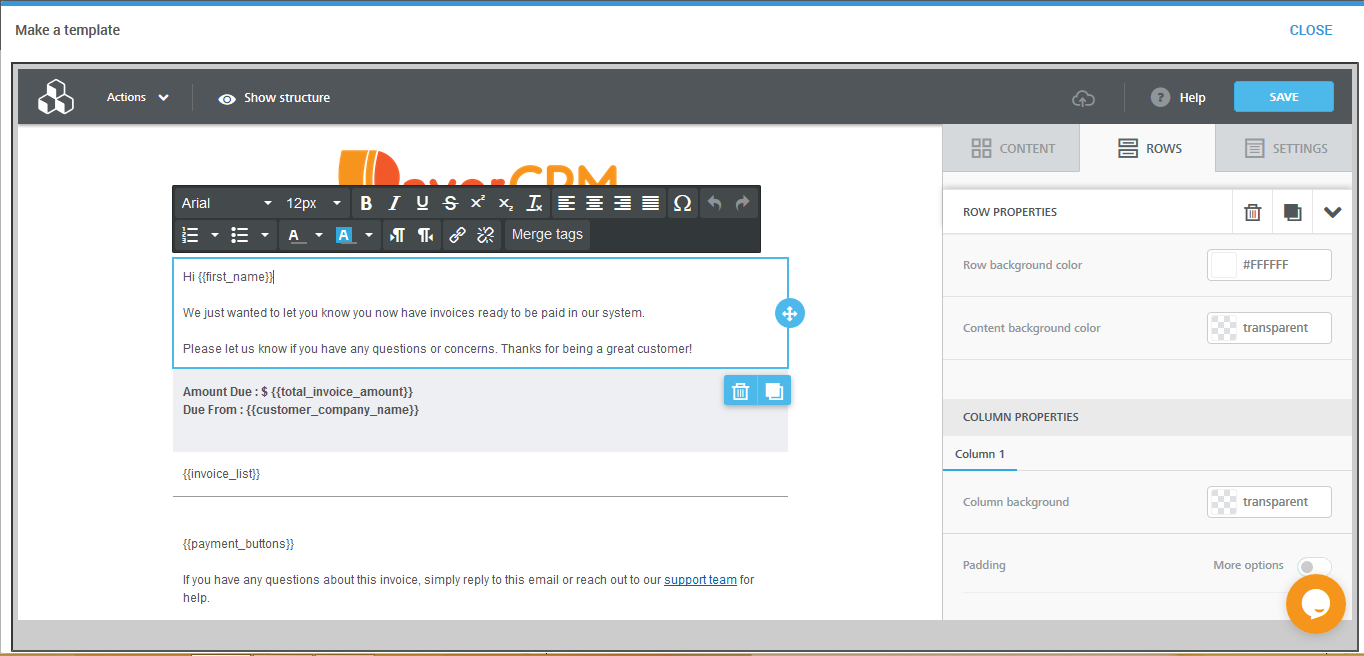 Make a template
CLOSE
Actions
Show structure
? Help
SAVE
CONTENT
ROWS
SETTINGS
Arial 12px B I U S x² x₂ Tx Ω
A A Merge tags
Hi {{first_name}}
We just wanted to let you know you now have invoices ready to be paid in our system.
Please let us know if you have any questions or concerns. Thanks for being a great customer!
Amount Due : $ {{total_invoice_amount}}
Due From : {{customer_company_name}}
{{invoice_list}}
{{payment_buttons}}
If you have any questions about this invoice, simply reply to this email or reach out to our support team for
help.
ROW PROPERTIES
Row background color
#FFFFFF
Content background color
transparent
COLUMN PROPERTIES
Column 1
Column background
transparent
Padding
More options